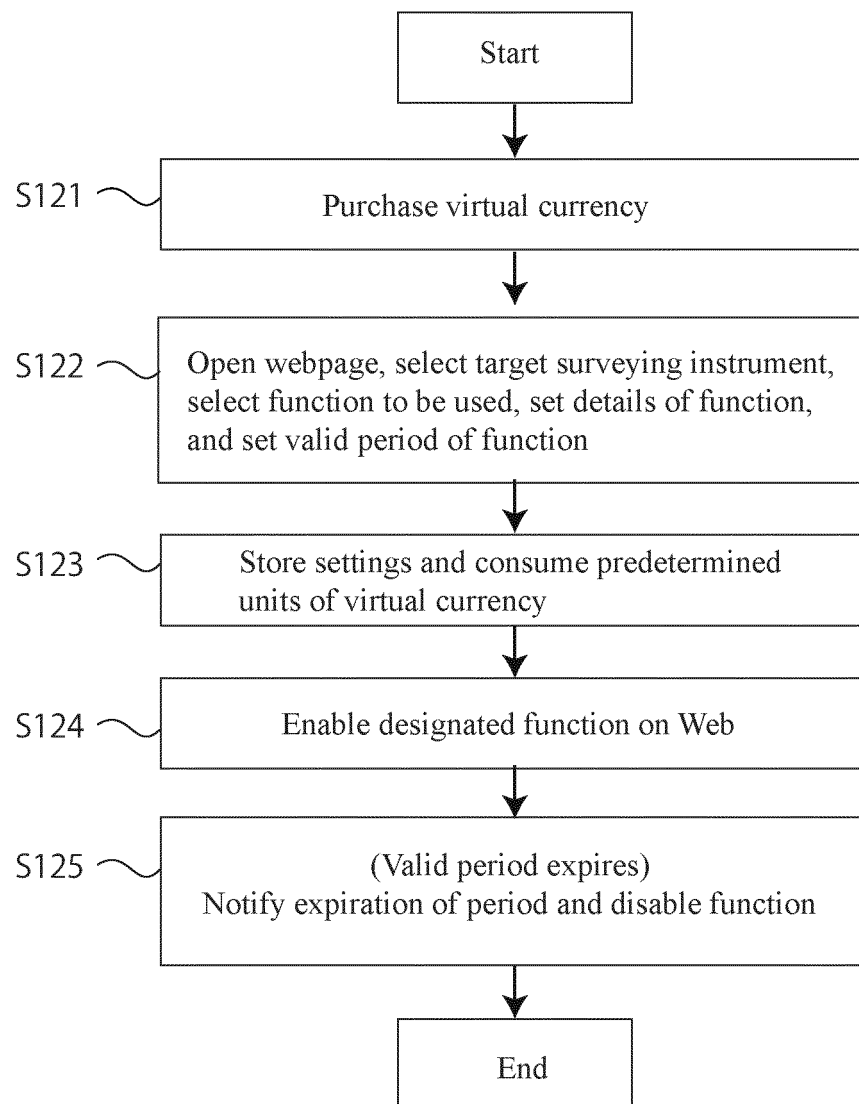 Start
S121
Purchase virtual currency
S122
Open webpage, select target surveying instrument,
select function to be used, set details of function,
and set valid period of function
S123
Store settings and consume predetermined
units of virtual currency
S124
Enable designated function on Web
S125
(Valid period expires)
Notify expiration of period and disable function
End